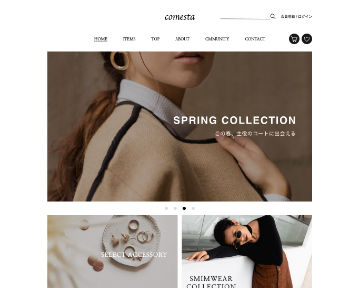 comesta
会員登録 / ログイン
HOME ITEMS TOP ABOUT CMMUNITY CONTACT
SPRING COLLECTION
この春、主役のコートに出会える
SELECT ACCESSORY
SMIMWEAR
COLLECTION